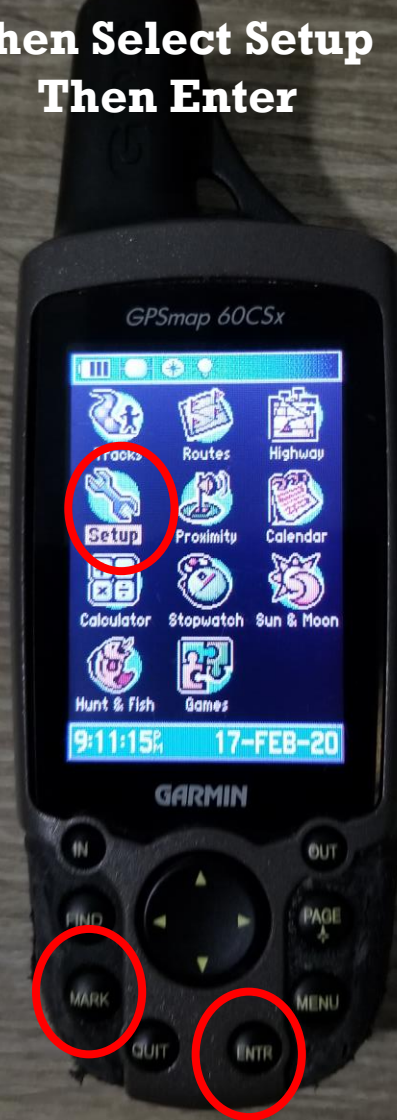 hen Select Setup
Then Enter
GPSmap 60CSx
Tracks Routes Highway
Setup Proximity Calendar
Calculator Stopwatch Sun & Moon
Hunt & Fish Games
9:11:15PM 17-FEB-20
GARMIN
IN OUT
FIND PAGE
MARK MENU
QUIT ENTR